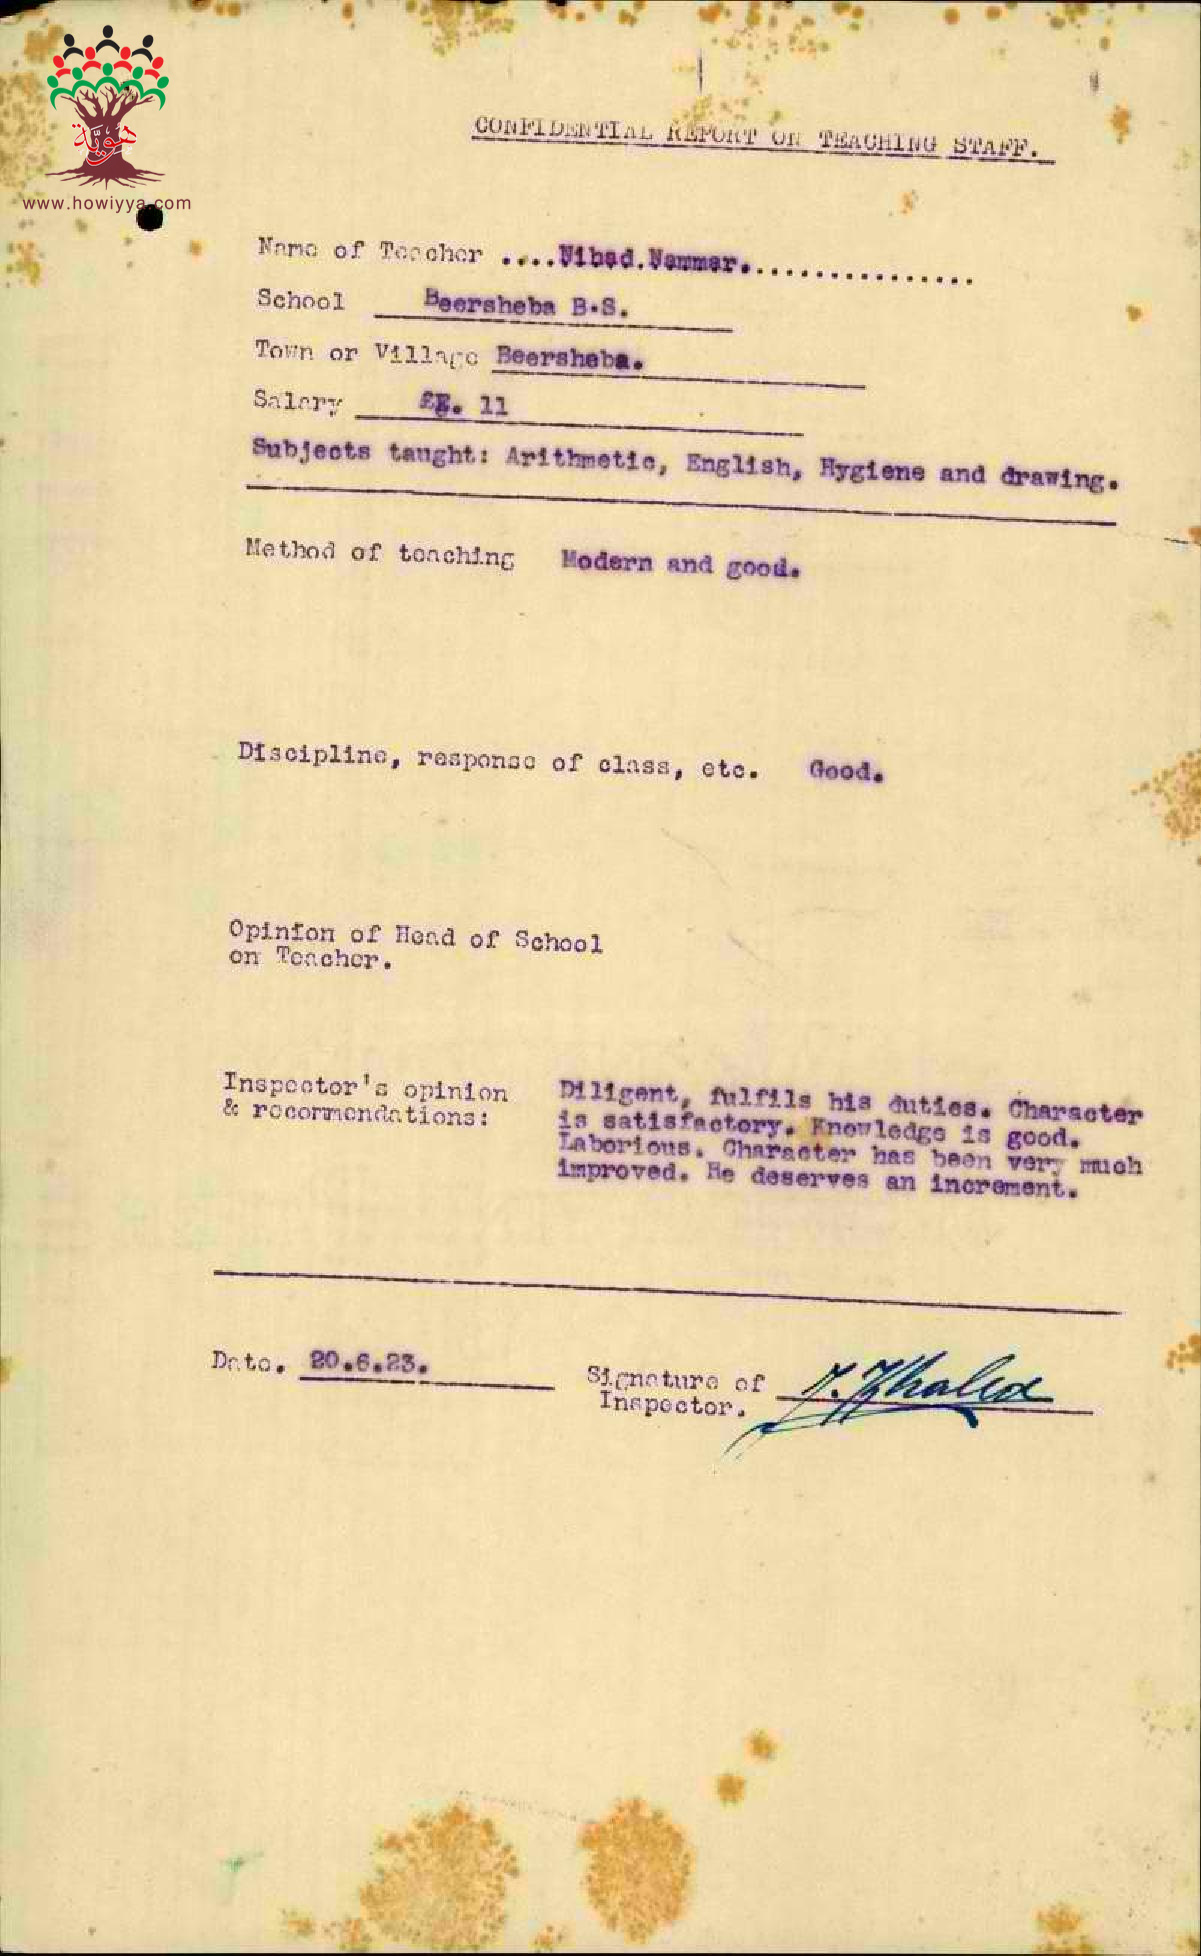 هوية
www.howiyya.com
CONFIDENTIAL REPORT ON TEACHING STAFF.
Name of Teacher ....Nihad.Nammar.................
School Beersheba B.S.
Town or Village Beersheba.
Salary £E. 11
Subjects taught: Arithmetic, English, Hygiene and drawing.
Method of teaching Modern and good.
Discipline, response of class, etc. Good.
Opinion of Head of School
on Teacher.
Inspector's opinion
& recommendations:
Diligent, fulfils his duties. Character
is satisfactory. Knowledge is good.
Laborious. Character has been very much
improved. He deserves an increment.
Date. 20.6.23.
Signature of
Inspector.
J. Khaled